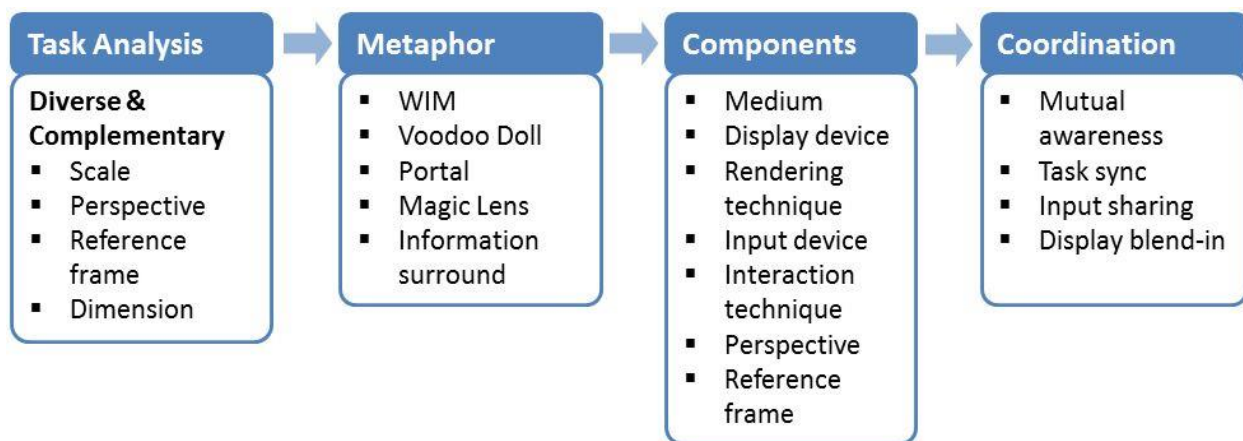 Task Analysis
Diverse &
Complementary
▪ Scale
▪ Perspective
▪ Reference
frame
▪ Dimension
Metaphor
▪ WIM
▪ Voodoo Doll
▪ Portal
▪ Magic Lens
▪ Information
surround
Components
▪ Medium
▪ Display device
▪ Rendering
technique
▪ Input device
▪ Interaction
technique
▪ Perspective
▪ Reference
frame
Coordination
▪ Mutual
awareness
▪ Task sync
▪ Input sharing
▪ Display blend-in